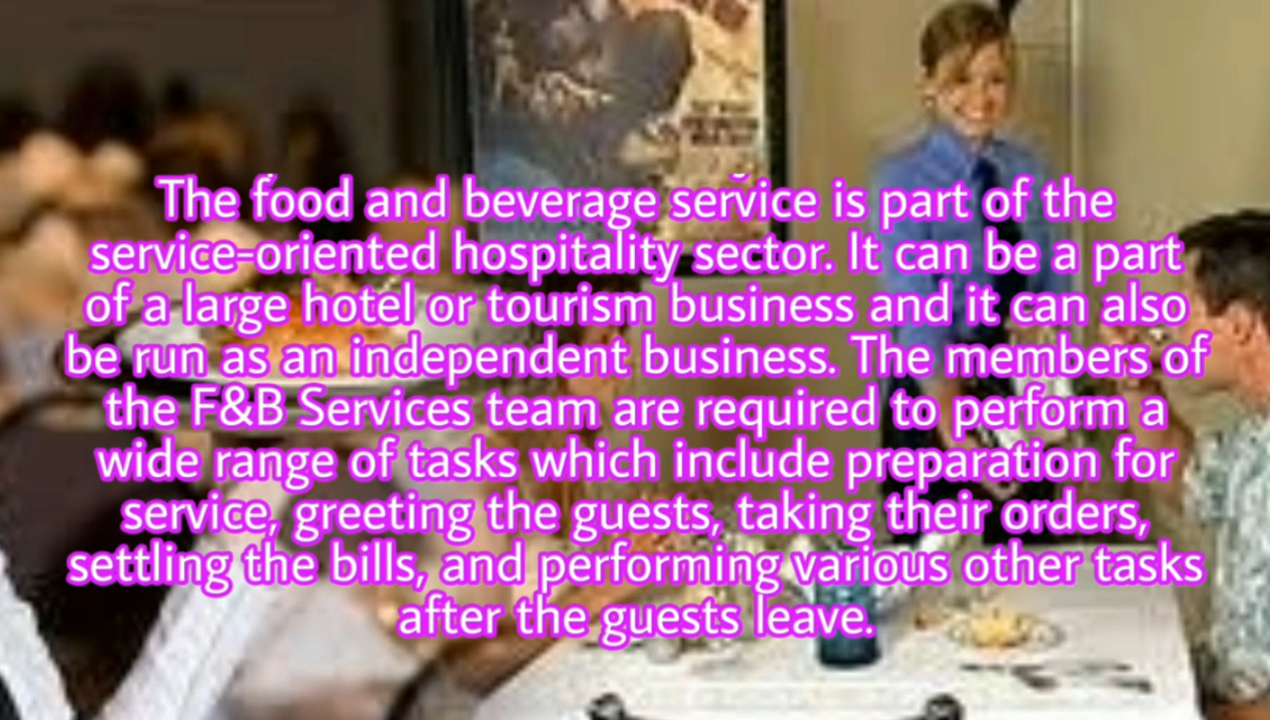 The food and beverage service is part of the
service-oriented hospitality sector. It can be a part
of a large hotel or tourism business and it can also
be run as an independent business. The members of
the F&B Services team are required to perform a
wide range of tasks which include preparation for
service, greeting the guests, taking their orders,
settling the bills, and performing various other tasks
after the guests leave.